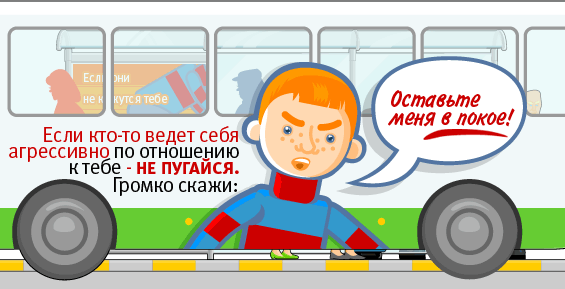 Если они
не к жутся тебе
Если кто-то ведет себя
агрессивно по отношению
к тебе - НЕ ПУГАЙСЯ.
Громко скажи:
Оставьте
меня в покое!